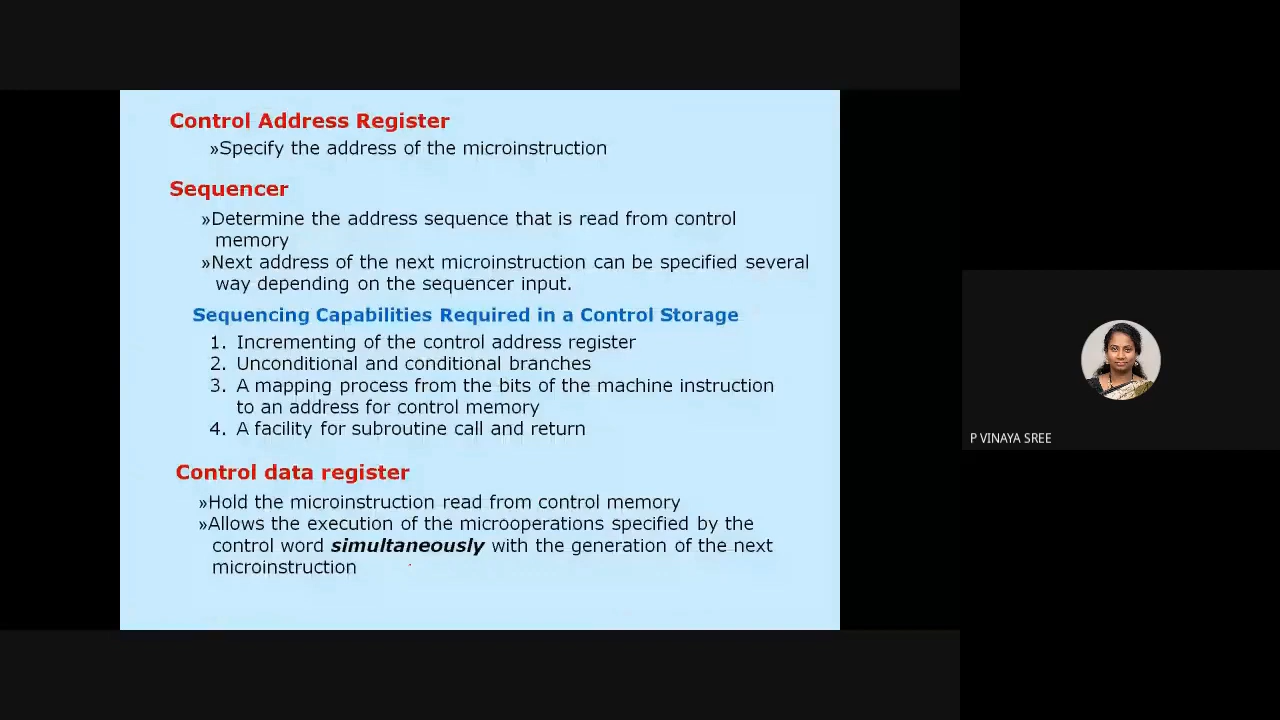 Control Address Register
»Specify the address of the microinstruction
Sequencer
»Determine the address sequence that is read from control
memory
»Next address of the next microinstruction can be specified several
way depending on the sequencer input.
Sequencing Capabilities Required in a Control Storage
1. Incrementing of the control address register
2. Unconditional and conditional branches
3. A mapping process from the bits of the machine instruction
to an address for control memory
4. A facility for subroutine call and return
Control data register
»Hold the microinstruction read from control memory
»Allows the execution of the microoperations specified by the
control word simultaneously with the generation of the next
microinstruction
P VINAYA SREE